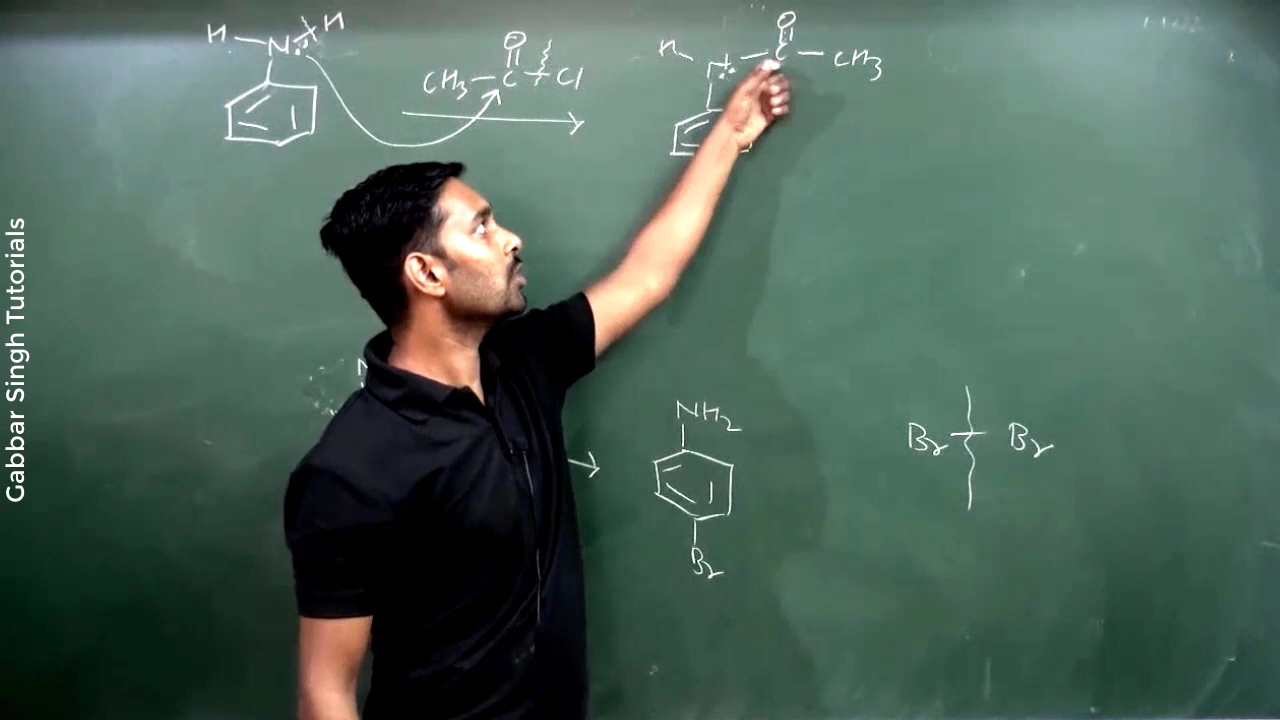 Gabbar Singh Tutorials
H N H
O
CH3 C Cl
H
O
C CH3
NH2
Br
Br Br